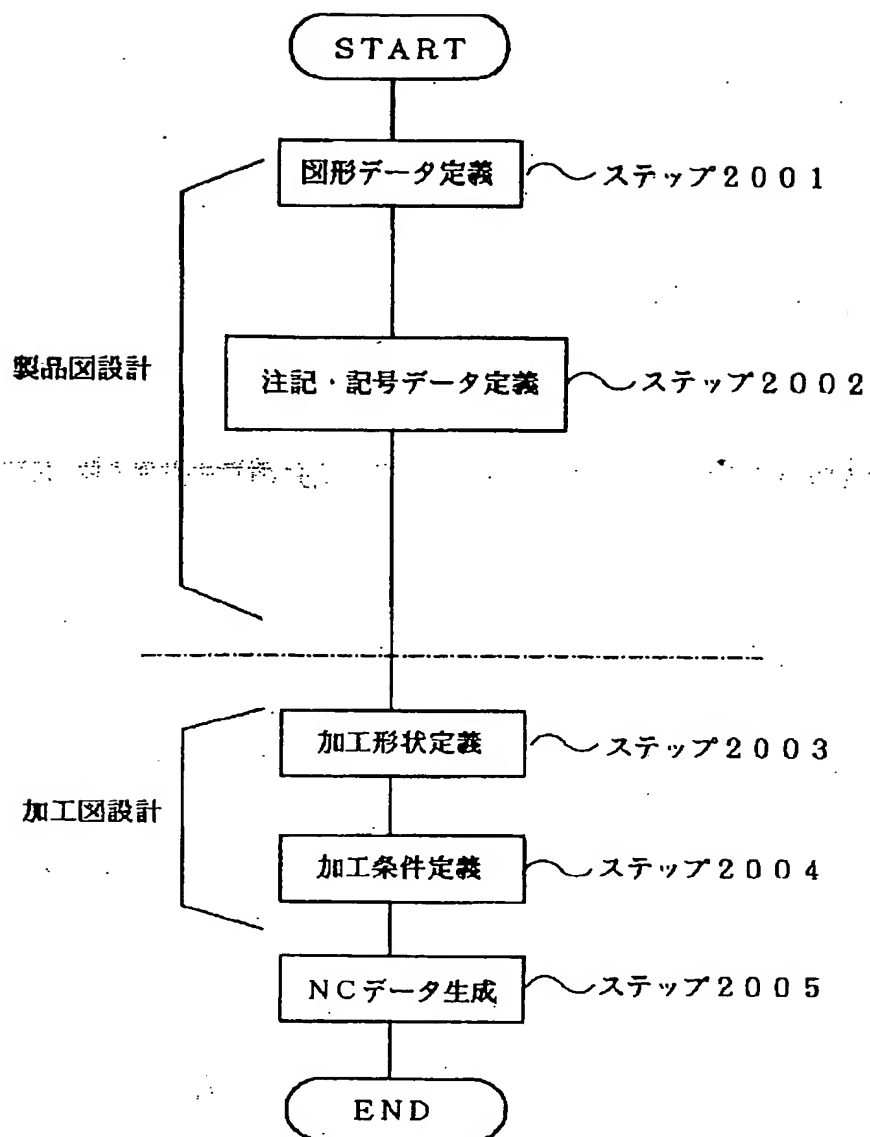 START
図形データ定義 ステップ2001
製品図設計
注記・記号データ定義 ステップ2002
加工形状定義 ステップ2003
加工図設計
加工条件定義 ステップ2004
NCデータ生成 ステップ2005
END